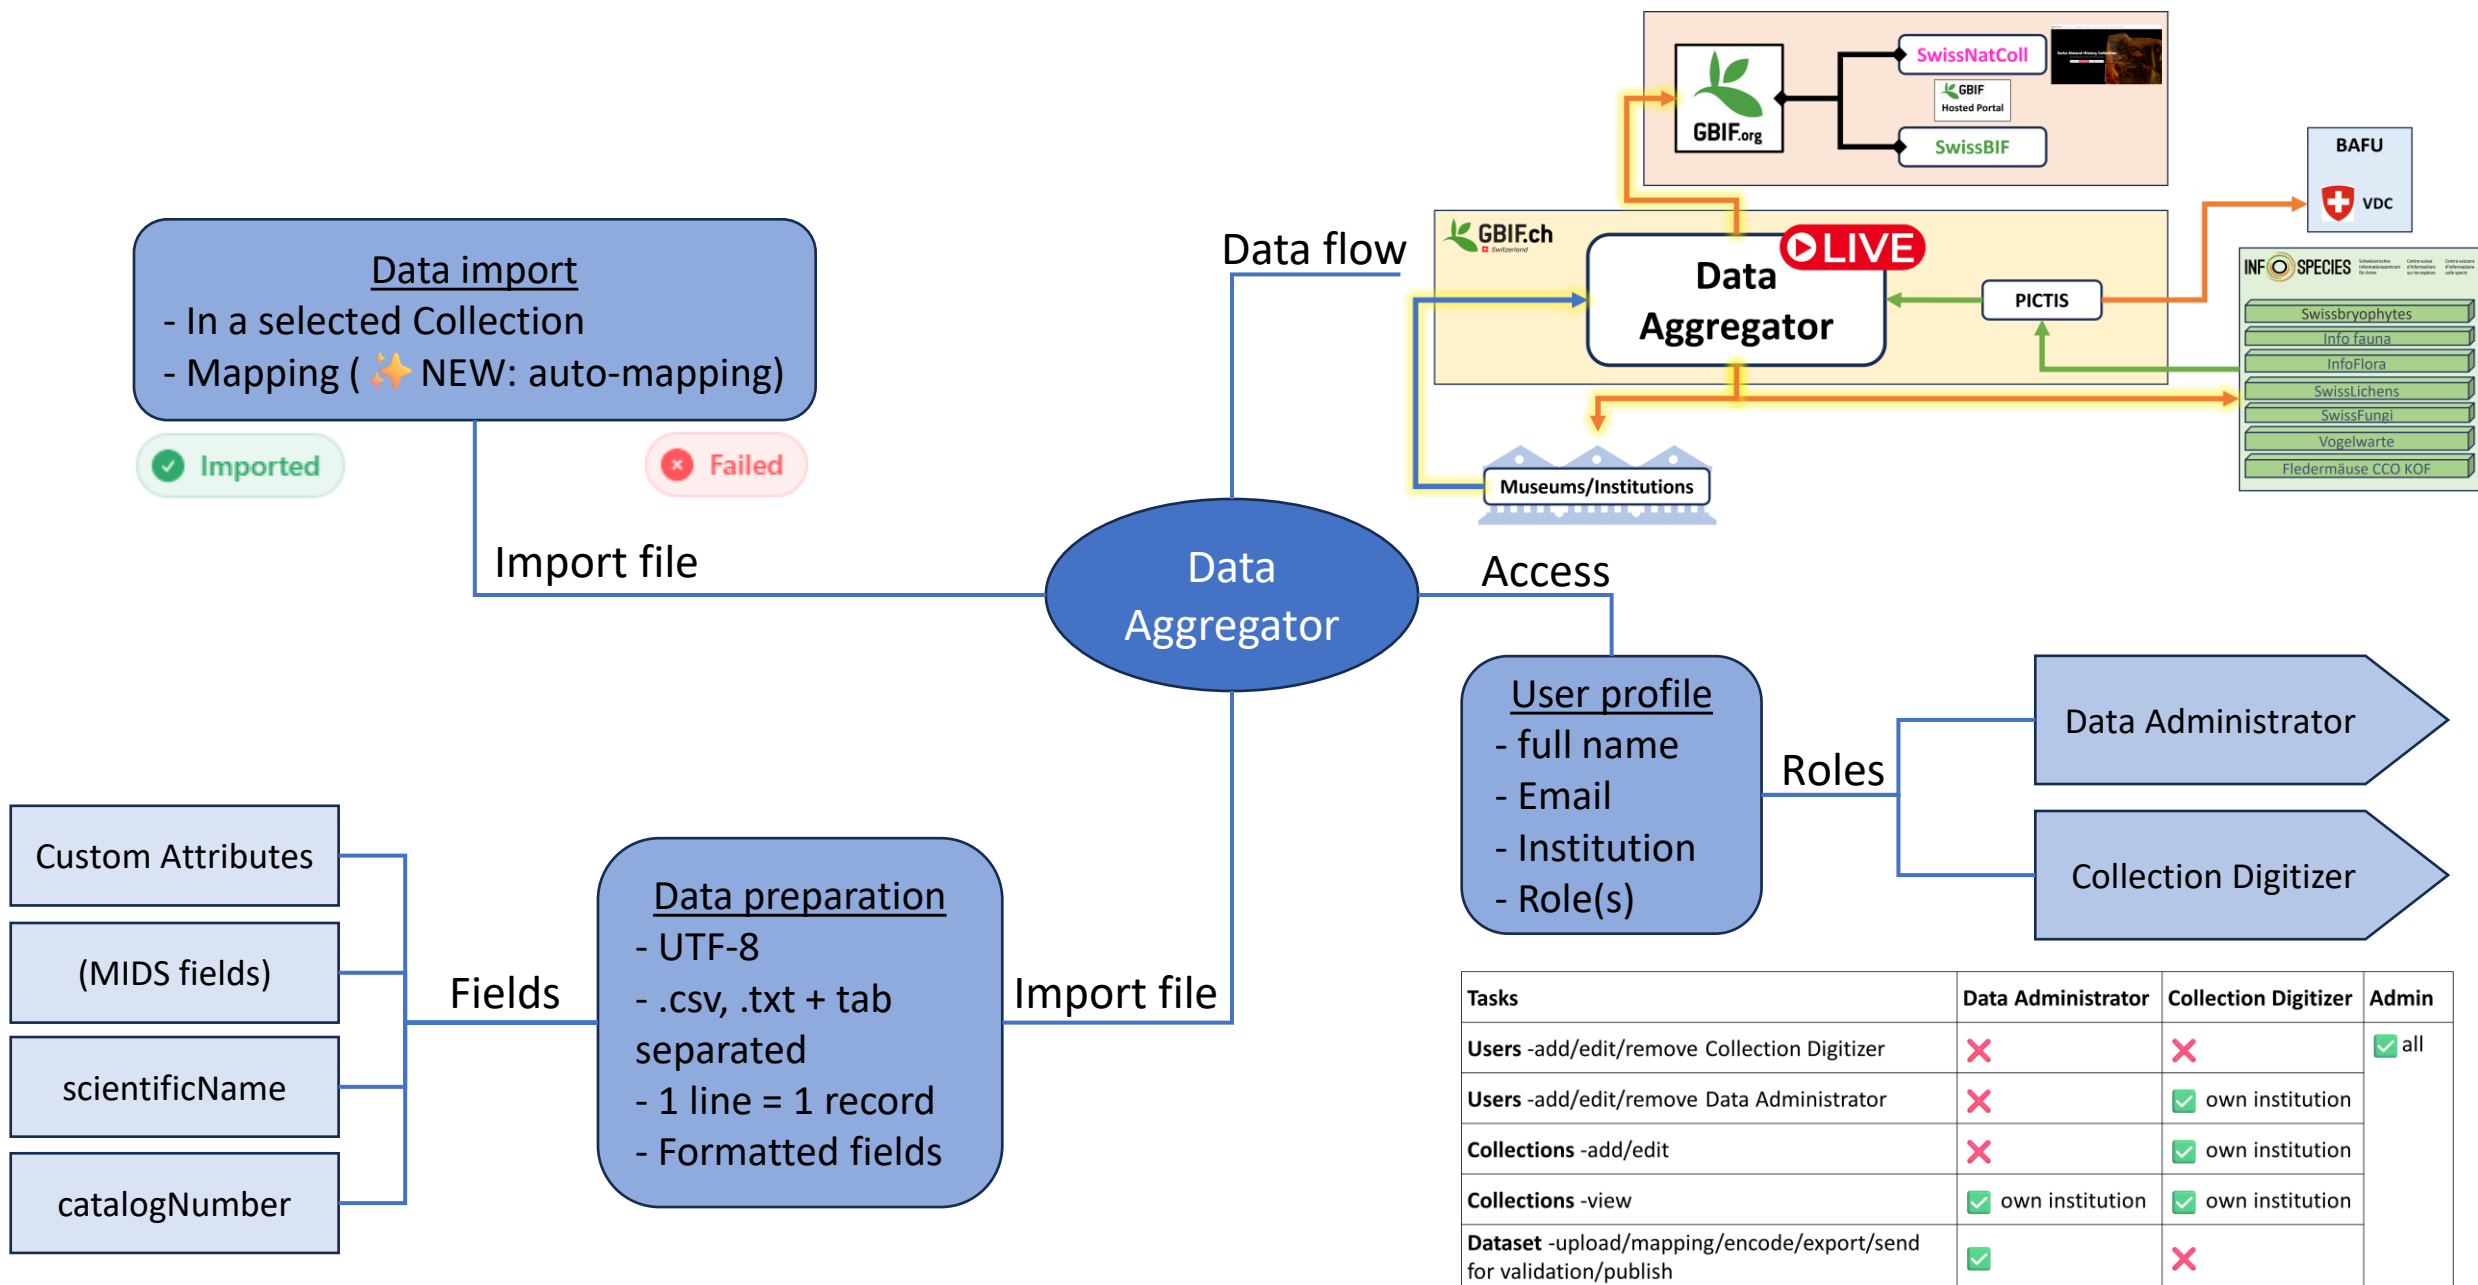 Data import
- In a selected Collection
- Mapping ( ✨ NEW: auto-mapping)
Imported
Failed
Import file
Data flow
GBIF.org
SwissNatColl
GBIF
Hosted Portal
SwissBIF
BAFU
VDC
GBIF.ch
Switzerland
LIVE
Data
Aggregator
PICTIS
INFO SPECIES
Swissbryophytes
Info fauna
InfoFlora
SwissLichens
SwissFungi
Vogelwarte
Fledermäuse CCO KOF
Museums/Institutions
Data
Aggregator
Access
User profile
- full name
- Email
- Institution
- Role(s)
Roles
Data Administrator
Collection Digitizer
Custom Attributes
(MIDS fields)
scientificName
catalogNumber
Fields
Data preparation
- UTF-8
- .csv, .txt + tab
separated
- 1 line = 1 record
- Formatted fields
Import file
Tasks Data Administrator Collection Digitizer Admin
Users -add/edit/remove Collection Digitizer ❌ ❌ ✅ all
Users -add/edit/remove Data Administrator ❌ ✅ own institution
Collections -add/edit ❌ ✅ own institution
Collections -view ✅ own institution ✅ own institution
Dataset -upload/mapping/encode/export/send
for validation/publish ✅ ❌